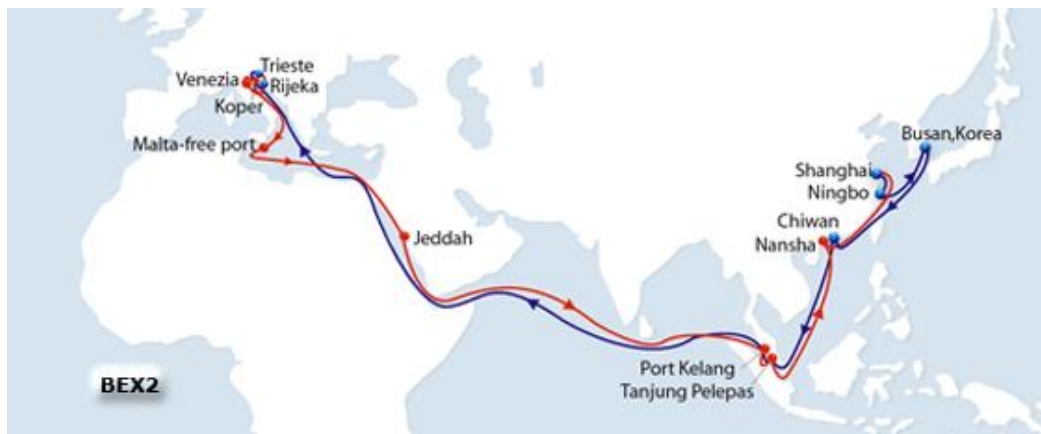 Trieste
Venezia
Rijeka
Koper
Malta-free port
Busan,Korea
Shanghai
Ningbo
Chiwan
Nansha
Jeddah
Port Kelang
Tanjung Pelepas
BEX2